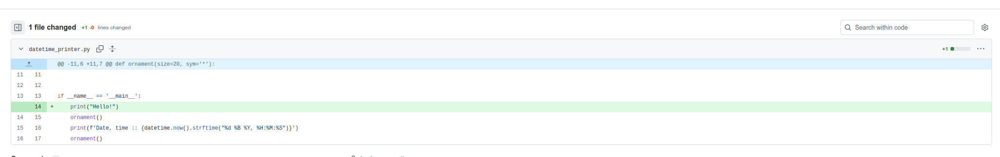 1 file changed +1 -0 lines changed Search within code
datetime_printer.py +1
@@ -11,6 +11,7 @@ def ornament(size=20, sym='*'):
11 11
12 12
13 13 if __name__ == '__main__':
14 + print("Hello!")
14 15 ornament()
15 16 print(f'Date, time :: {datetime.now().strftime("%d %B %Y, %H:%M:%S")}')
16 17 ornament()